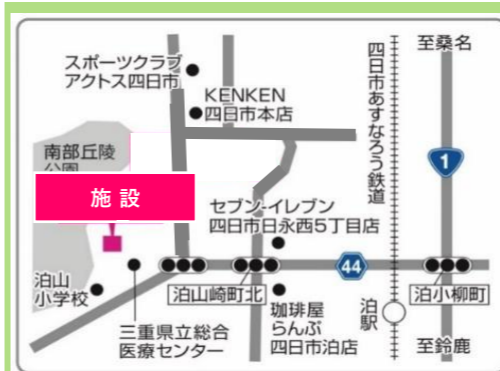 スポーツクラブ
アクトス四日市
KENKEN
四日市本店
四日市あすなろう鉄道
至桑名
1
南部丘陵
公園
施設
セブン-イレブン
四日市日永西5丁目店
44
泊山
小学校
泊山崎町北
泊小柳町
三重県立総合
医療センター
珈琲屋
らんぷ
四日市泊店
泊駅
至鈴鹿